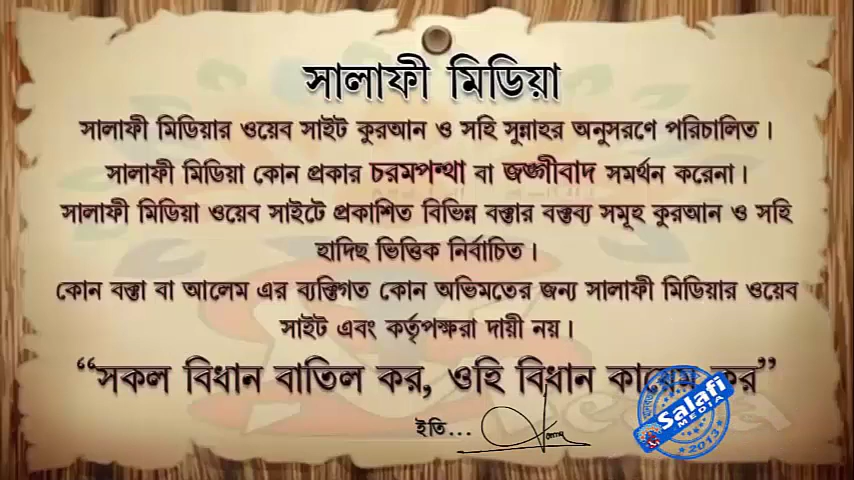 সালাফী মিডিয়া
সালাফী মিডিয়ার ওয়েব সাইট কুরআন ও সহি সুন্নাহর অনুসরণে পরিচালিত।
সালাফী মিডিয়া কোন প্রকার চরমপন্থা বা জঙ্গীবাদ সমর্থন করেনা।
সালাফী মিডিয়া ওয়েব সাইটে প্রকাশিত বিভিন্ন বক্তার বক্তব্য সমূহ কুরআন ও সহি
হাদিছ ভিত্তিক নির্বাচিত।
কোন বক্তা বা আলেম এর ব্যক্তিগত কোন অভিমতের জন্য সালাফী মিডিয়ার ওয়েব
সাইট এবং কর্তৃপক্ষরা দায়ী নয়।
“সকল বিধান বাতিল কর, ওহি বিধান কায়েম কর”
ইতি...
Salafi
MEDIA
2013